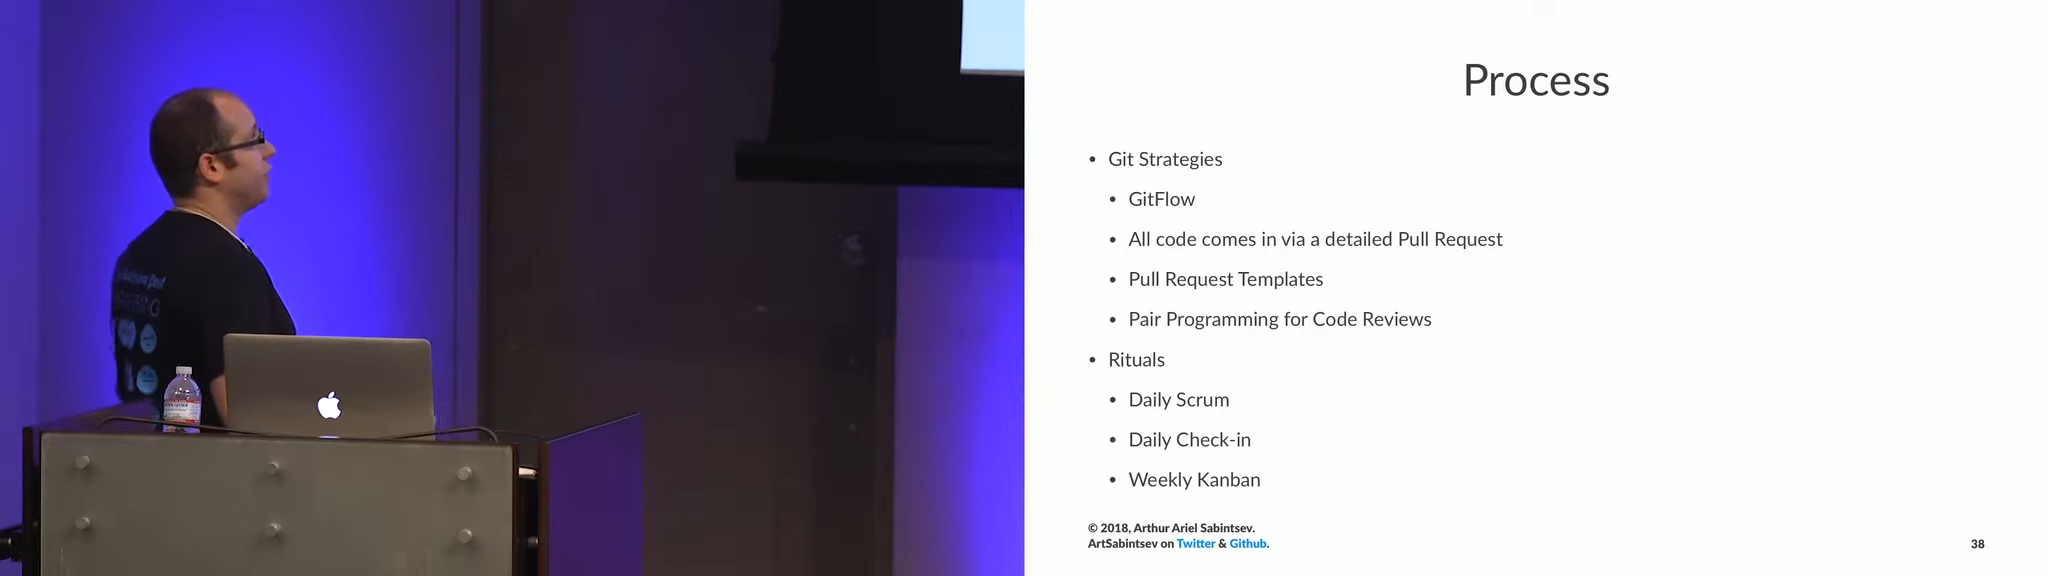 Process
• Git Strategies
• GitFlow
• All code comes in via a detailed Pull Request
• Pull Request Templates
• Pair Programming for Code Reviews
• Rituals
• Daily Scrum
• Daily Check-in
• Weekly Kanban
© 2018, Arthur Ariel Sabintsev.
ArtSabintsev on Twitter & Github.
38